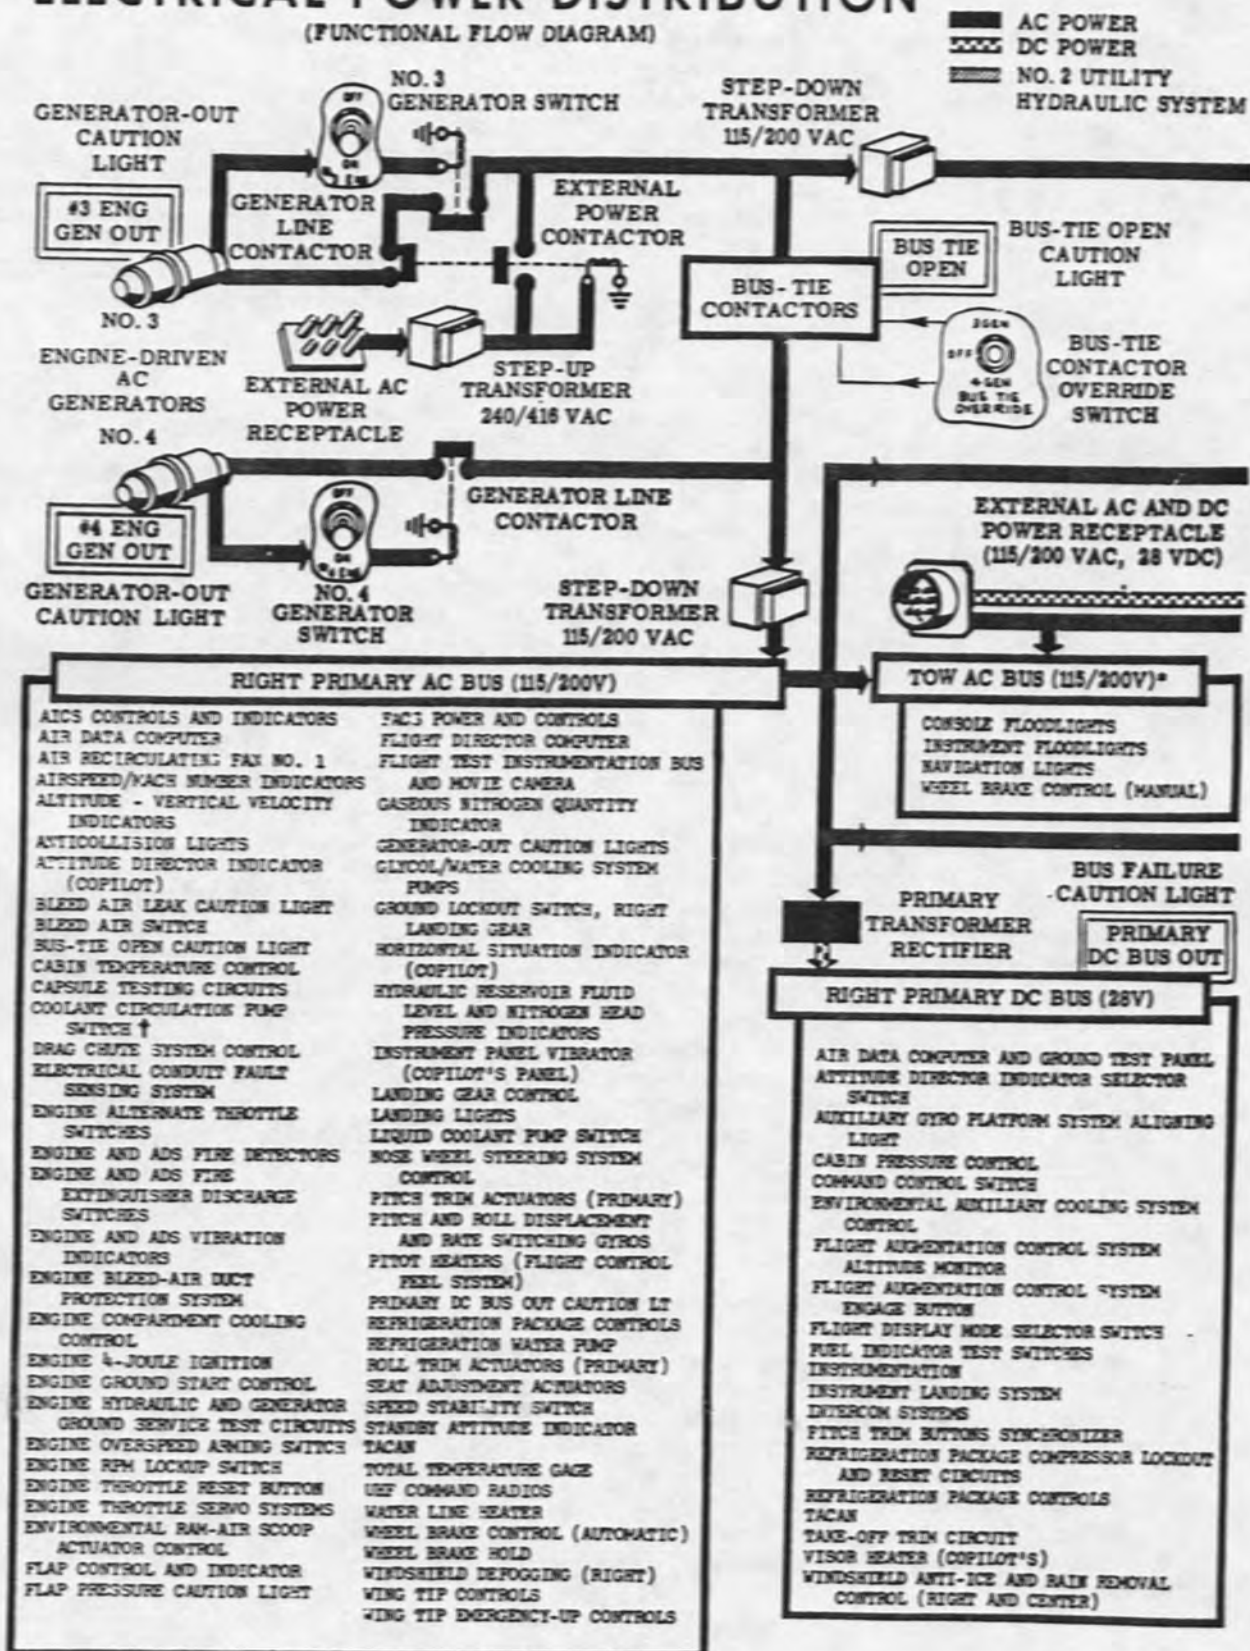 ELECTRICAL POWER DISTRIBUTION
(FUNCTIONAL FLOW DIAGRAM)
AC POWER
DC POWER
NO. 2 UTILITY
HYDRAULIC SYSTEM
GENERATOR-OUT
CAUTION
LIGHT
#3 ENG
GEN OUT
NO. 3
GENERATOR SWITCH
OFF
ON
GENERATOR
LINE
CONTACTOR
EXTERNAL
POWER
CONTACTOR
STEP-DOWN
TRANSFORMER
115/200 VAC
BUS-TIE
CONTACTORS
BUS TIE
OPEN
BUS-TIE OPEN
CAUTION
LIGHT
3 GEN
OFF
4-GEN
BUS TIE
OVERRIDE
BUS-TIE
CONTACTOR
OVERRIDE
SWITCH
NO. 3
ENGINE-DRIVEN
AC
GENERATORS
NO. 4
EXTERNAL AC
POWER
RECEPTACLE
STEP-UP
TRANSFORMER
240/416 VAC
#4 ENG
GEN OUT
GENERATOR-OUT
CAUTION LIGHT
OFF
ON
NO. 4
GENERATOR
SWITCH
GENERATOR LINE
CONTACTOR
STEP-DOWN
TRANSFORMER
115/200 VAC
EXTERNAL AC AND DC
POWER RECEPTACLE
(115/200 VAC, 28 VDC)
RIGHT PRIMARY AC BUS (115/200V)
AICS CONTROLS AND INDICATORS
AIR DATA COMPUTER
AIR RECIRCULATING FAN NO. 1
AIRSPEED/MACH NUMBER INDICATORS
ALTITUDE - VERTICAL VELOCITY
INDICATORS
ANTICOLLISION LIGHTS
ATTITUDE DIRECTOR INDICATOR
(COPILOT)
BLEED AIR LEAK CAUTION LIGHT
BLEED AIR SWITCH
BUS-TIE OPEN CAUTION LIGHT
CABIN TEMPERATURE CONTROL
CAPSULE TESTING CIRCUITS
COOLANT CIRCULATION PUMP
SWITCH †
DRAG CHUTE SYSTEM CONTROL
ELECTRICAL CONDUIT FAULT
SENSING SYSTEM
ENGINE ALTERNATE THROTTLE
SWITCHES
ENGINE AND ADS FIRE DETECTORS
ENGINE AND ADS FIRE
EXTINGUISHER DISCHARGE
SWITCHES
ENGINE AND ADS VIBRATION
INDICATORS
ENGINE BLEED-AIR DUCT
PROTECTION SYSTEM
ENGINE COMPARTMENT COOLING
CONTROL
ENGINE 4-JOULE IGNITION
ENGINE GROUND START CONTROL
ENGINE HYDRAULIC AND GENERATOR
GROUND SERVICE TEST CIRCUITS
ENGINE OVERSPEED ARMING SWITCH
ENGINE RPM LOCKUP SWITCH
ENGINE THROTTLE RESET BUTTON
ENGINE THROTTLE SERVO SYSTEMS
ENVIRONMENTAL RAM-AIR SCOOP
ACTUATOR CONTROL
FLAP CONTROL AND INDICATOR
FLAP PRESSURE CAUTION LIGHT
FACS POWER AND CONTROLS
FLIGHT DIRECTOR COMPUTER
FLIGHT TEST INSTRUMENTATION BUS
AND MOVIE CAMERA
GASEOUS NITROGEN QUANTITY
INDICATOR
GENERATOR-OUT CAUTION LIGHTS
GLYCOL/WATER COOLING SYSTEM
PUMPS
GROUND LOCKOUT SWITCH, RIGHT
LANDING GEAR
HORIZONTAL SITUATION INDICATOR
(COPILOT)
HYDRAULIC RESERVOIR FLUID
LEVEL AND NITROGEN HEAD
PRESSURE INDICATORS
INSTRUMENT PANEL VIBRATOR
(COPILOT'S PANEL)
LANDING GEAR CONTROL
LANDING LIGHTS
LIQUID COOLANT PUMP SWITCH
NOSE WHEEL STEERING SYSTEM
CONTROL
PITCH TRIM ACTUATORS (PRIMARY)
PITCH AND ROLL DISPLACEMENT
AND RATE SWITCHING GYROS
PITOT HEATERS (FLIGHT CONTROL
FEEL SYSTEM)
PRIMARY DC BUS OUT CAUTION LT
REFRIGERATION PACKAGE CONTROLS
REFRIGERATION WATER PUMP
ROLL TRIM ACTUATORS (PRIMARY)
SEAT ADJUSTMENT ACTUATORS
SPEED STABILITY SWITCH
STANDBY ATTITUDE INDICATOR
TACAN
TOTAL TEMPERATURE GAGE
UHF COMMAND RADIOS
WATER LINE HEATER
WHEEL BRAKE CONTROL (AUTOMATIC)
WHEEL BRAKE HOLD
WINDSHIELD DEFOGGING (RIGHT)
WING TIP CONTROLS
WING TIP EMERGENCY-UP CONTROLS
TOW AC BUS (115/200V)*
CONSOLE FLOODLIGHTS
INSTRUMENT FLOODLIGHTS
NAVIGATION LIGHTS
WHEEL BRAKE CONTROL (MANUAL)
PRIMARY
TRANSFORMER
RECTIFIER
BUS FAILURE
CAUTION LIGHT
PRIMARY
DC BUS OUT
RIGHT PRIMARY DC BUS (28V)
AIR DATA COMPUTER AND GROUND TEST PANEL
ATTITUDE DIRECTOR INDICATOR SELECTOR
SWITCH
AUXILIARY GYRO PLATFORM SYSTEM ALIGNING
LIGHT
CABIN PRESSURE CONTROL
COMMAND CONTROL SWITCH
ENVIRONMENTAL AUXILIARY COOLING SYSTEM
CONTROL
FLIGHT AUGMENTATION CONTROL SYSTEM
ALTITUDE MONITOR
FLIGHT AUGMENTATION CONTROL SYSTEM
ENGAGE BUTTON
FLIGHT DISPLAY MODE SELECTOR SWITCH
FUEL INDICATOR TEST SWITCHES
INSTRUMENTATION
INSTRUMENT LANDING SYSTEM
INTERCOM SYSTEMS
PITCH TRIM BUTTONS SYNCHRONIZER
REFRIGERATION PACKAGE COMPRESSOR LOCKOUT
AND RESET CIRCUITS
REFRIGERATION PACKAGE CONTROLS
TACAN
TAKE-OFF TRIM CIRCUIT
VISOR HEATER (COPILOT'S)
WINDSHIELD ANTI-ICE AND RAIN REMOVAL
CONTROL (RIGHT AND CENTER)